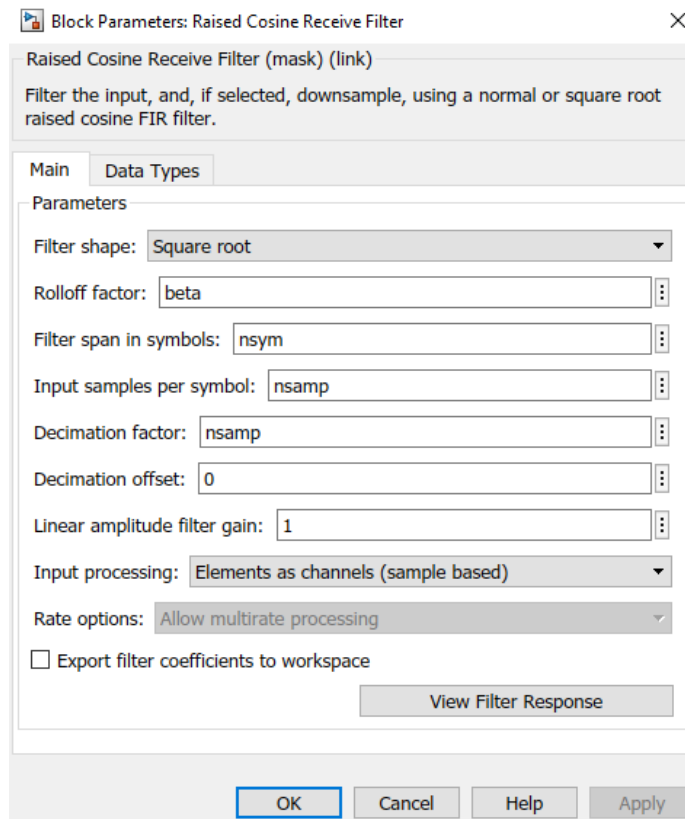 Block Parameters: Raised Cosine Receive Filter
Raised Cosine Receive Filter (mask) (link)
Filter the input, and, if selected, downsample, using a normal or square root
raised cosine FIR filter.
Main Data Types
Parameters
Filter shape: Square root
Rolloff factor: beta
Filter span in symbols: nsym
Input samples per symbol: nsamp
Decimation factor: nsamp
Decimation offset: 0
Linear amplitude filter gain: 1
Input processing: Elements as channels (sample based)
Rate options: Allow multirate processing
Export filter coefficients to workspace
View Filter Response
OK Cancel Help Apply